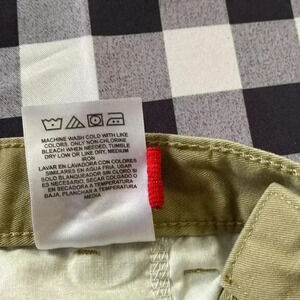 MACHINE WASH COLD WITH LIKE
COLORS, ONLY NON-CHLORINE
BLEACH WHEN NEEDED, TUMBLE
DRY LOW OR LINE DRY, MEDIUM
IRON
LAVAR EN LAVADORA CON COLORES
SIMILARES EN AGUA FRIA, USAR
SOLO BLANQUEADOR SIN CLORO SI
ES NECESARIO, SECAR COLGADO O
EN SECADORA A TEMPERATURA
BAJA, PLANCHAR A TEMPERATURA
MEDIA